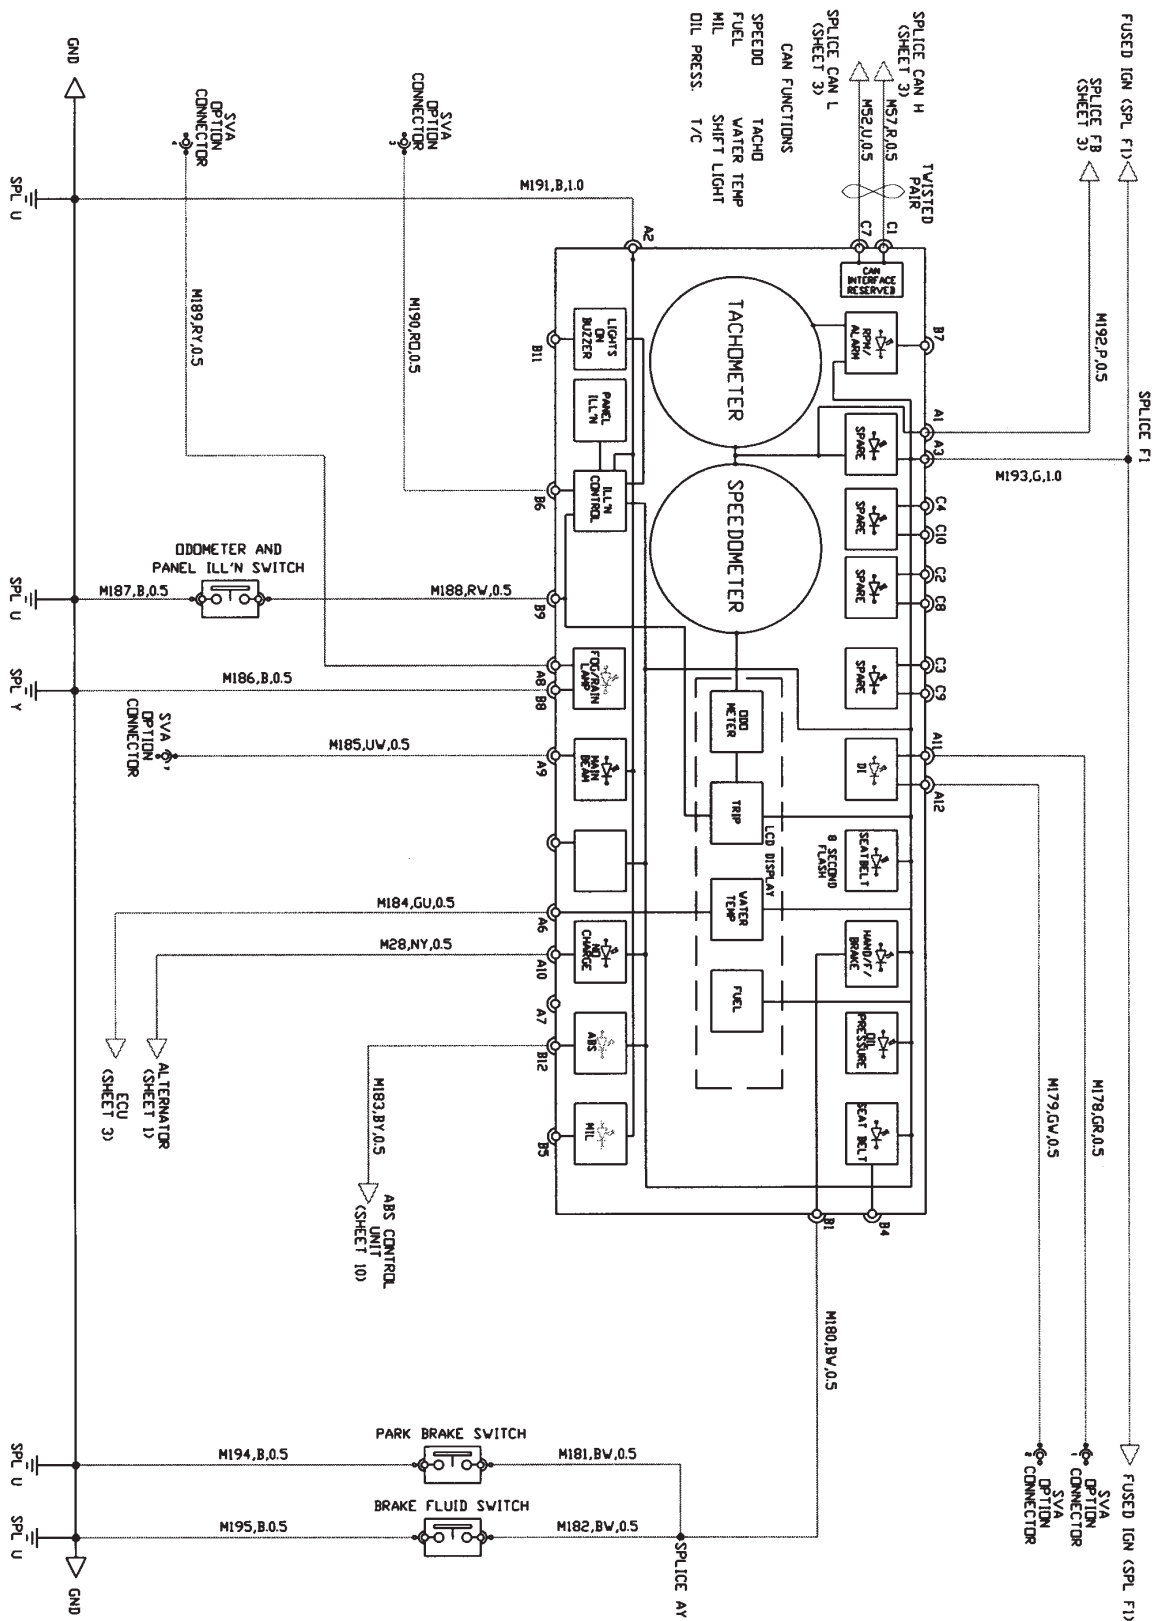 FUSED IGN (SPL F1)
SPLICE FB
(SHEET 3)
SPLICE CAN H
(SHEET 3)
SPLICE CAN L
(SHEET 3)
CAN FUNCTIONS
SPEEDO TACHO
FUEL WATER TEMP
MIL SHIFT LIGHT
OIL PRESS. T/C
GND
SVA
OPTION
CONNECTOR
4
SVA
OPTION
CONNECTOR
3
M57,R,0.5
M52,U,0.5
TWISTED
PAIR
C1
C7
CAN
INTERFACE
RESERVED
M192,P,0.5
SPLICE F1
M193,G,1.0
M191,B,1.0
SPL U
A2
M189,RY,0.5
M190,RO,0.5
B7
RPM/
ALARM
TACHOMETER
LIGHTS
ON
BUZZER
B11
PANEL
ILL'N
A1
A3
SPARE
ILL'N
CONTROL
B6
C4
C10
SPARE
SPEEDOMETER
C2
C8
SPARE
ODOMETER AND
PANEL ILL'N SWITCH
M187,B,0.5
M188,RW,0.5
B9
SPL U
C3
C9
SPARE
FOG/RAIN
LAMP
A8
B8
M186,B,0.5
SPL Y
ODO
METER
A11
A12
DI
MAIN
BEAM
A9
M185,UW,0.5
SVA
OPTION
CONNECTOR
7
TRIP
LCD DISPLAY
SEATBELT
8 SECOND
FLASH
WATER
TEMP
M184,GU,0.5
A6
HAND/F/
BRAKE
NO
CHARGE
A10
M28,NY,0.5
FUEL
A7
OIL
PRESSURE
ABS
B12
M183,BY,0.5
ALTERNATOR
(SHEET 1)
ECU
(SHEET 3)
M178,GR,0.5
M179,GW,0.5
SEAT BELT
MIL
B5
B4
B1
ABS CONTROL
UNIT
(SHEET 10)
M180,BW,0.5
PARK BRAKE SWITCH
M194,B,0.5
M181,BW,0.5
SPL U
BRAKE FLUID SWITCH
M195,B.0.5
M182,BW,0.5
SPL U
SPLICE AY
FUSED IGN (SPL F1)
SVA
OPTION
CONNECTOR
1
SVA
OPTION
CONNECTOR
2
GND